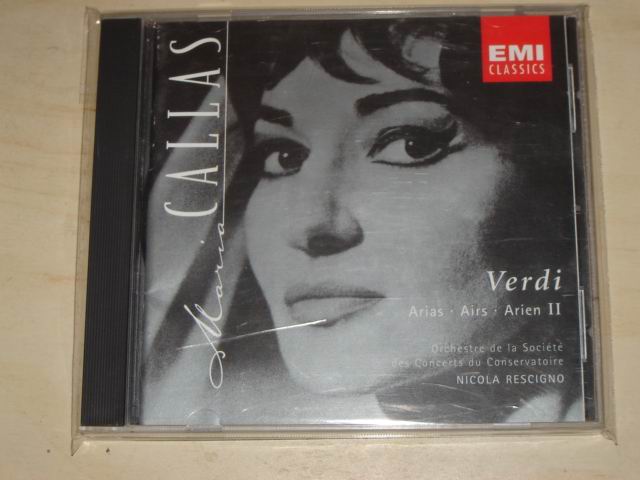 EMI
CLASSICS
Maria CALLAS
Verdi
Arias · Airs · Arien II
Orchestre de la Société
des Concerts du Conservatoire
NICOLA RESCIGNO